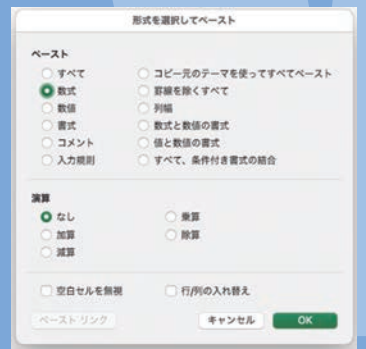 形式を選択してペースト
ペースト
すべて
コピー元のテーマを使ってすべてペースト
数式
罫線を除くすべて
数値
列幅
書式
数式と数値の書式
コメント
値と数値の書式
入力規則
すべて、条件付き書式の結合
演算
なし
乗算
加算
除算
減算
空白セルを無視
行/列の入れ替え
ペースト リンク
キャンセル
OK